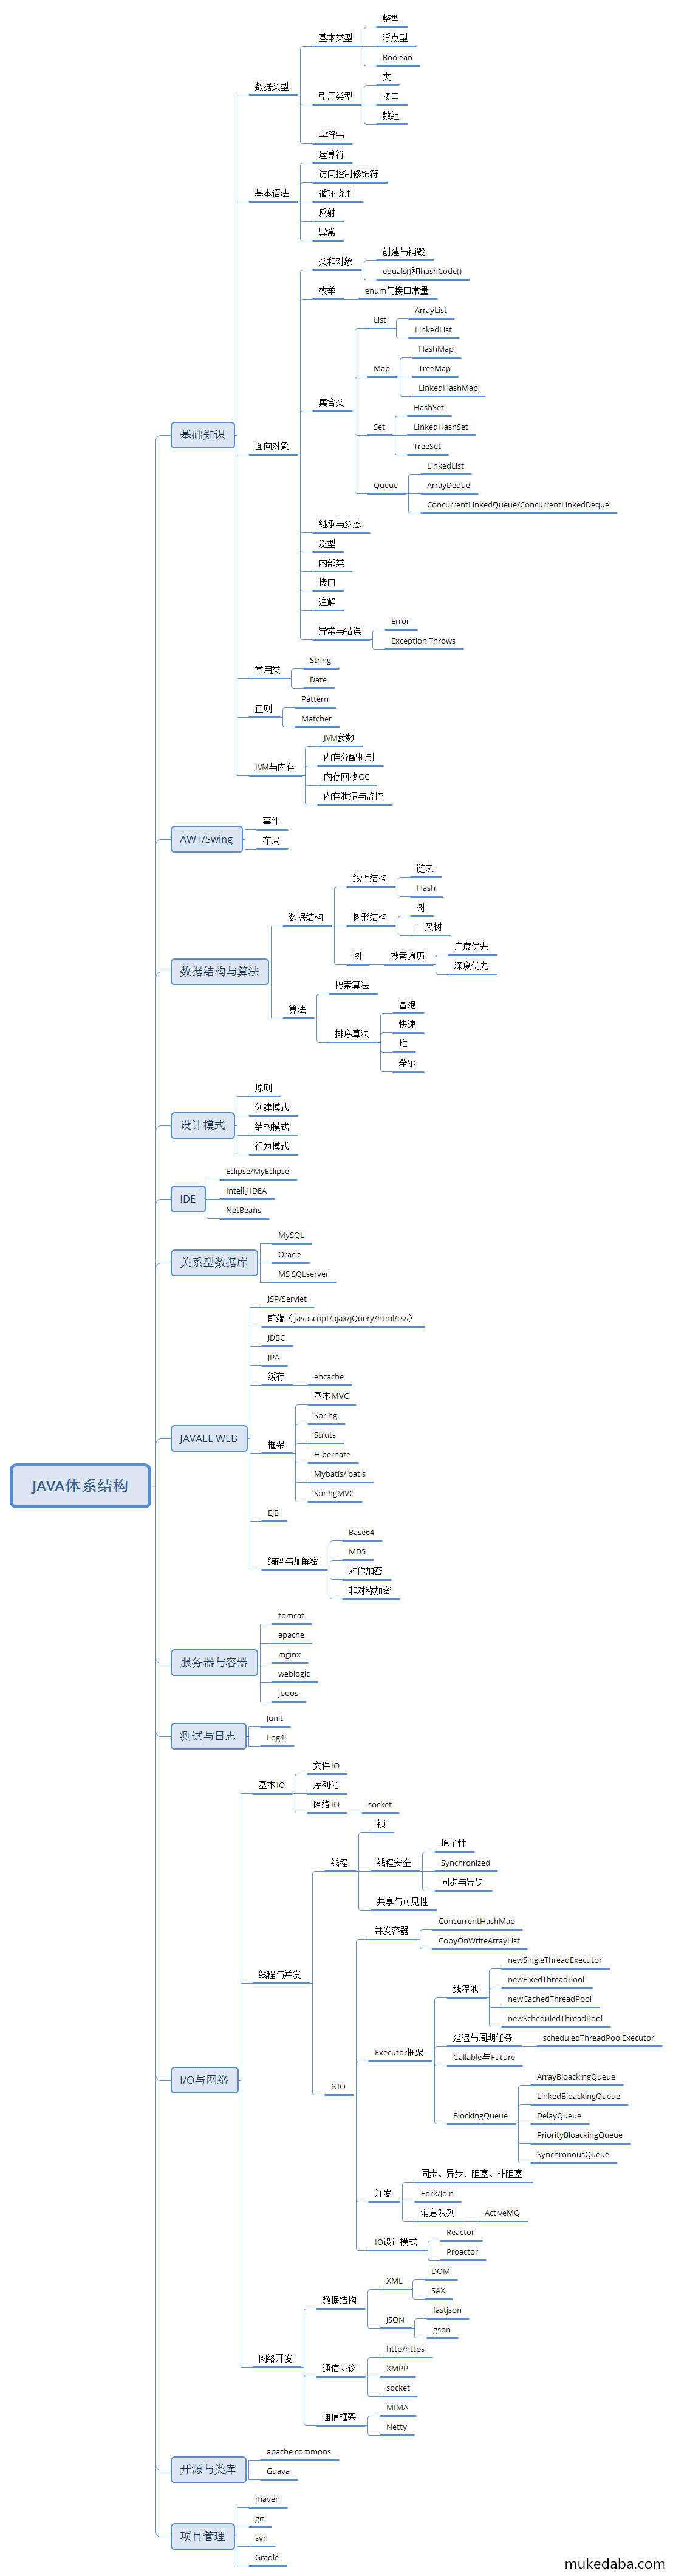 JAVA体系结构
基础知识
数据类型
基本类型
整型
浮点型
Boolean
引用类型
类
接口
数组
字符串
基本语法
运算符
访问控制修饰符
循环 条件
反射
异常
面向对象
类和对象
创建与销毁
equals()和hashCode()
枚举
enum与接口常量
集合类
List
ArrayList
LinkedList
Map
HashMap
TreeMap
LinkedHashMap
Set
HashSet
LinkedHashSet
TreeSet
Queue
LinkedList
ArrayDeque
ConcurrentLinkedQueue/ConcurrentLinkedDeque
继承与多态
泛型
内部类
接口
注解
异常与错误
Error
Exception Throws
常用类
String
Date
正则
Pattern
Matcher
JVM与内存
JVM参数
内存分配机制
内存回收GC
内存泄漏与监控
AWT/Swing
事件
布局
数据结构与算法
数据结构
线性结构
链表
Hash
树形结构
树
二叉树
图
搜索遍历
广度优先
深度优先
算法
搜索算法
排序算法
冒泡
快速
堆
希尔
设计模式
原则
创建模式
结构模式
行为模式
IDE
Eclipse/MyEclipse
IntelliJ IDEA
NetBeans
关系型数据库
MySQL
Oracle
MS SQLserver
JAVAEE WEB
JSP/Servlet
前端（javascript/ajax/jQuery/html/css）
JDBC
JPA
缓存
ehcache
框架
基本MVC
Spring
Struts
Hibernate
Mybatis/ibatis
SpringMVC
EJB
编码与加解密
Base64
MD5
对称加密
非对称加密
服务器与容器
tomcat
apache
mginx
weblogic
jboos
测试与日志
Junit
Log4j
I/O与网络
基本IO
文件IO
序列化
网络IO
socket
线程与并发
线程
锁
线程安全
原子性
Synchronized
同步与异步
共享与可见性
NIO
并发容器
ConcurrentHashMap
CopyOnWriteArrayList
Executor框架
线程池
newSingleThreadExecutor
newFixedThreadPool
newCachedThreadPool
newScheduledThreadPool
延迟与周期任务
scheduledThreadPoolExecutor
Callable与Future
BlockingQueue
ArrayBloackingQueue
LinkedBloackingQueue
DelayQueue
PriorityBloackingQueue
SynchronousQueue
并发
同步、异步、阻塞、非阻塞
Fork/Join
消息队列
ActiveMQ
IO设计模式
Reactor
Proactor
网络开发
数据结构
XML
DOM
SAX
JSON
fastjson
gson
通信协议
http/https
XMPP
socket
通信框架
MIMA
Netty
开源与类库
apache commons
Guava
项目管理
maven
git
svn
Gradle
mukedaba.com